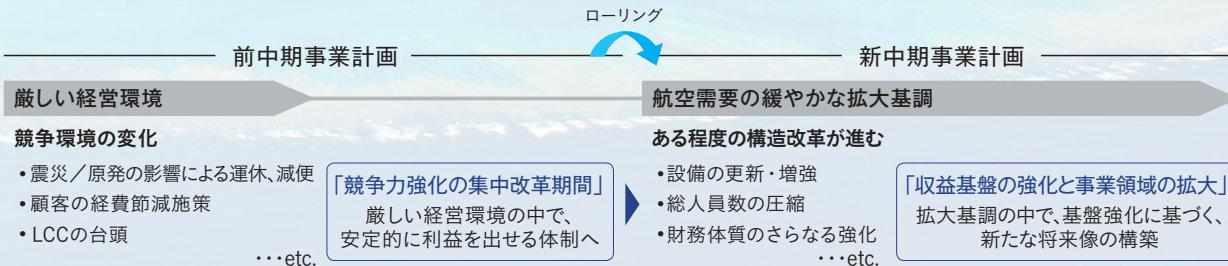 ローリング
前中期事業計画
新中期事業計画
厳しい経営環境
航空需要の緩やかな拡大基調
競争環境の変化
•震災／原発の影響による運休、減便
•顧客の経費節減施策
•LCCの台頭
･･･etc.
「競争力強化の集中改革期間」
厳しい経営環境の中で、
安定的に利益を出せる体制へ
ある程度の構造改革が進む
•設備の更新・増強
•総人員数の圧縮
•財務体質のさらなる強化
･･･etc.
「収益基盤の強化と事業領域の拡大」
拡大基調の中で、基盤強化に基づく、
新たな将来像の構築